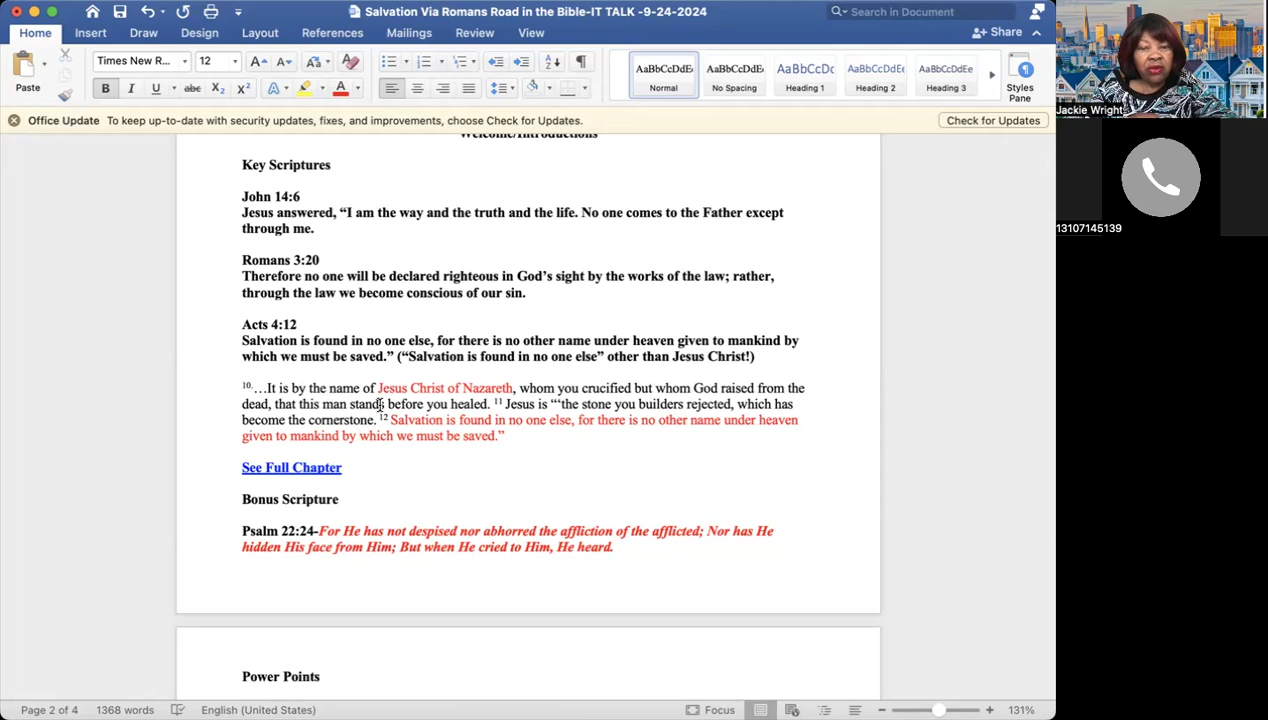 Salvation Via Romans Road in the Bible-IT TALK -9-24-2024
Search in Document
Home Insert Draw Design Layout References Mailings Review View Share
Paste
Times New R... 12
B I U abc X2 X2 A A
AaBbCcDdEe AaBbCcDdEe AaBbCcDc AaBbCcDdEe AaBbCcDdEe
Normal No Spacing Heading 1 Heading 2 Heading 3 Styles Pane
Office Update To keep up-to-date with security updates, fixes, and improvements, choose Check for Updates. Check for Updates
Welcome/Introductions
Key Scriptures
John 14:6
Jesus answered, “I am the way and the truth and the life. No one comes to the Father except
through me.
Romans 3:20
Therefore no one will be declared righteous in God’s sight by the works of the law; rather,
through the law we become conscious of our sin.
Acts 4:12
Salvation is found in no one else, for there is no other name under heaven given to mankind by
which we must be saved.” (“Salvation is found in no one else” other than Jesus Christ!)
10.…It is by the name of Jesus Christ of Nazareth, whom you crucified but whom God raised from the
dead, that this man stands before you healed. 11 Jesus is “‘the stone you builders rejected, which has
become the cornerstone. 12 Salvation is found in no one else, for there is no other name under heaven
given to mankind by which we must be saved.”
See Full Chapter
Bonus Scripture
Psalm 22:24-For He has not despised nor abhorred the affliction of the afflicted; Nor has He
hidden His face from Him; But when He cried to Him, He heard.
Power Points
Page 2 of 4 1368 words English (United States) Focus 131%
Jackie Wright
13107145139